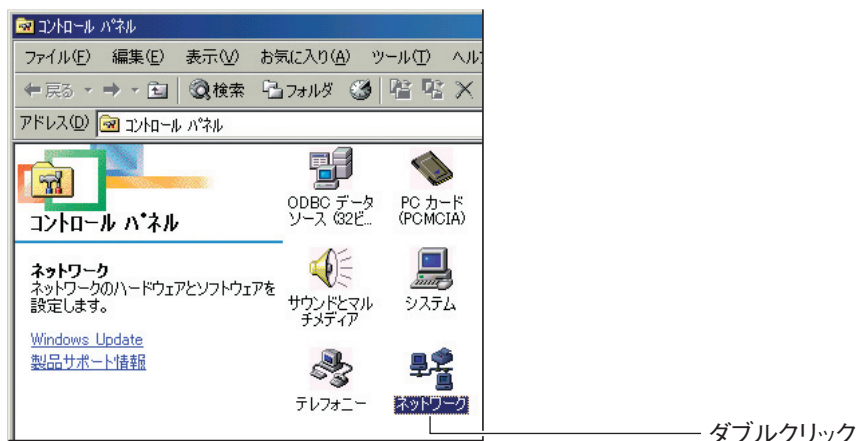 コントロール パネル
ファイル(F) 編集(E) 表示(V) お気に入り(A) ツール(T) ヘル
戻る 検索 フォルダ
アドレス(D) コントロール パネル
コントロール パネル
ネットワーク
ネットワークのハードウェアとソフトウェアを
設定します。
Windows Update
製品サポート情報
ODBC データ
ソース (32ビ...
PC カード
(PCMCIA)
サウンドとマル
チメディア
システム
テレフォニー
ネットワーク
ダブルクリック